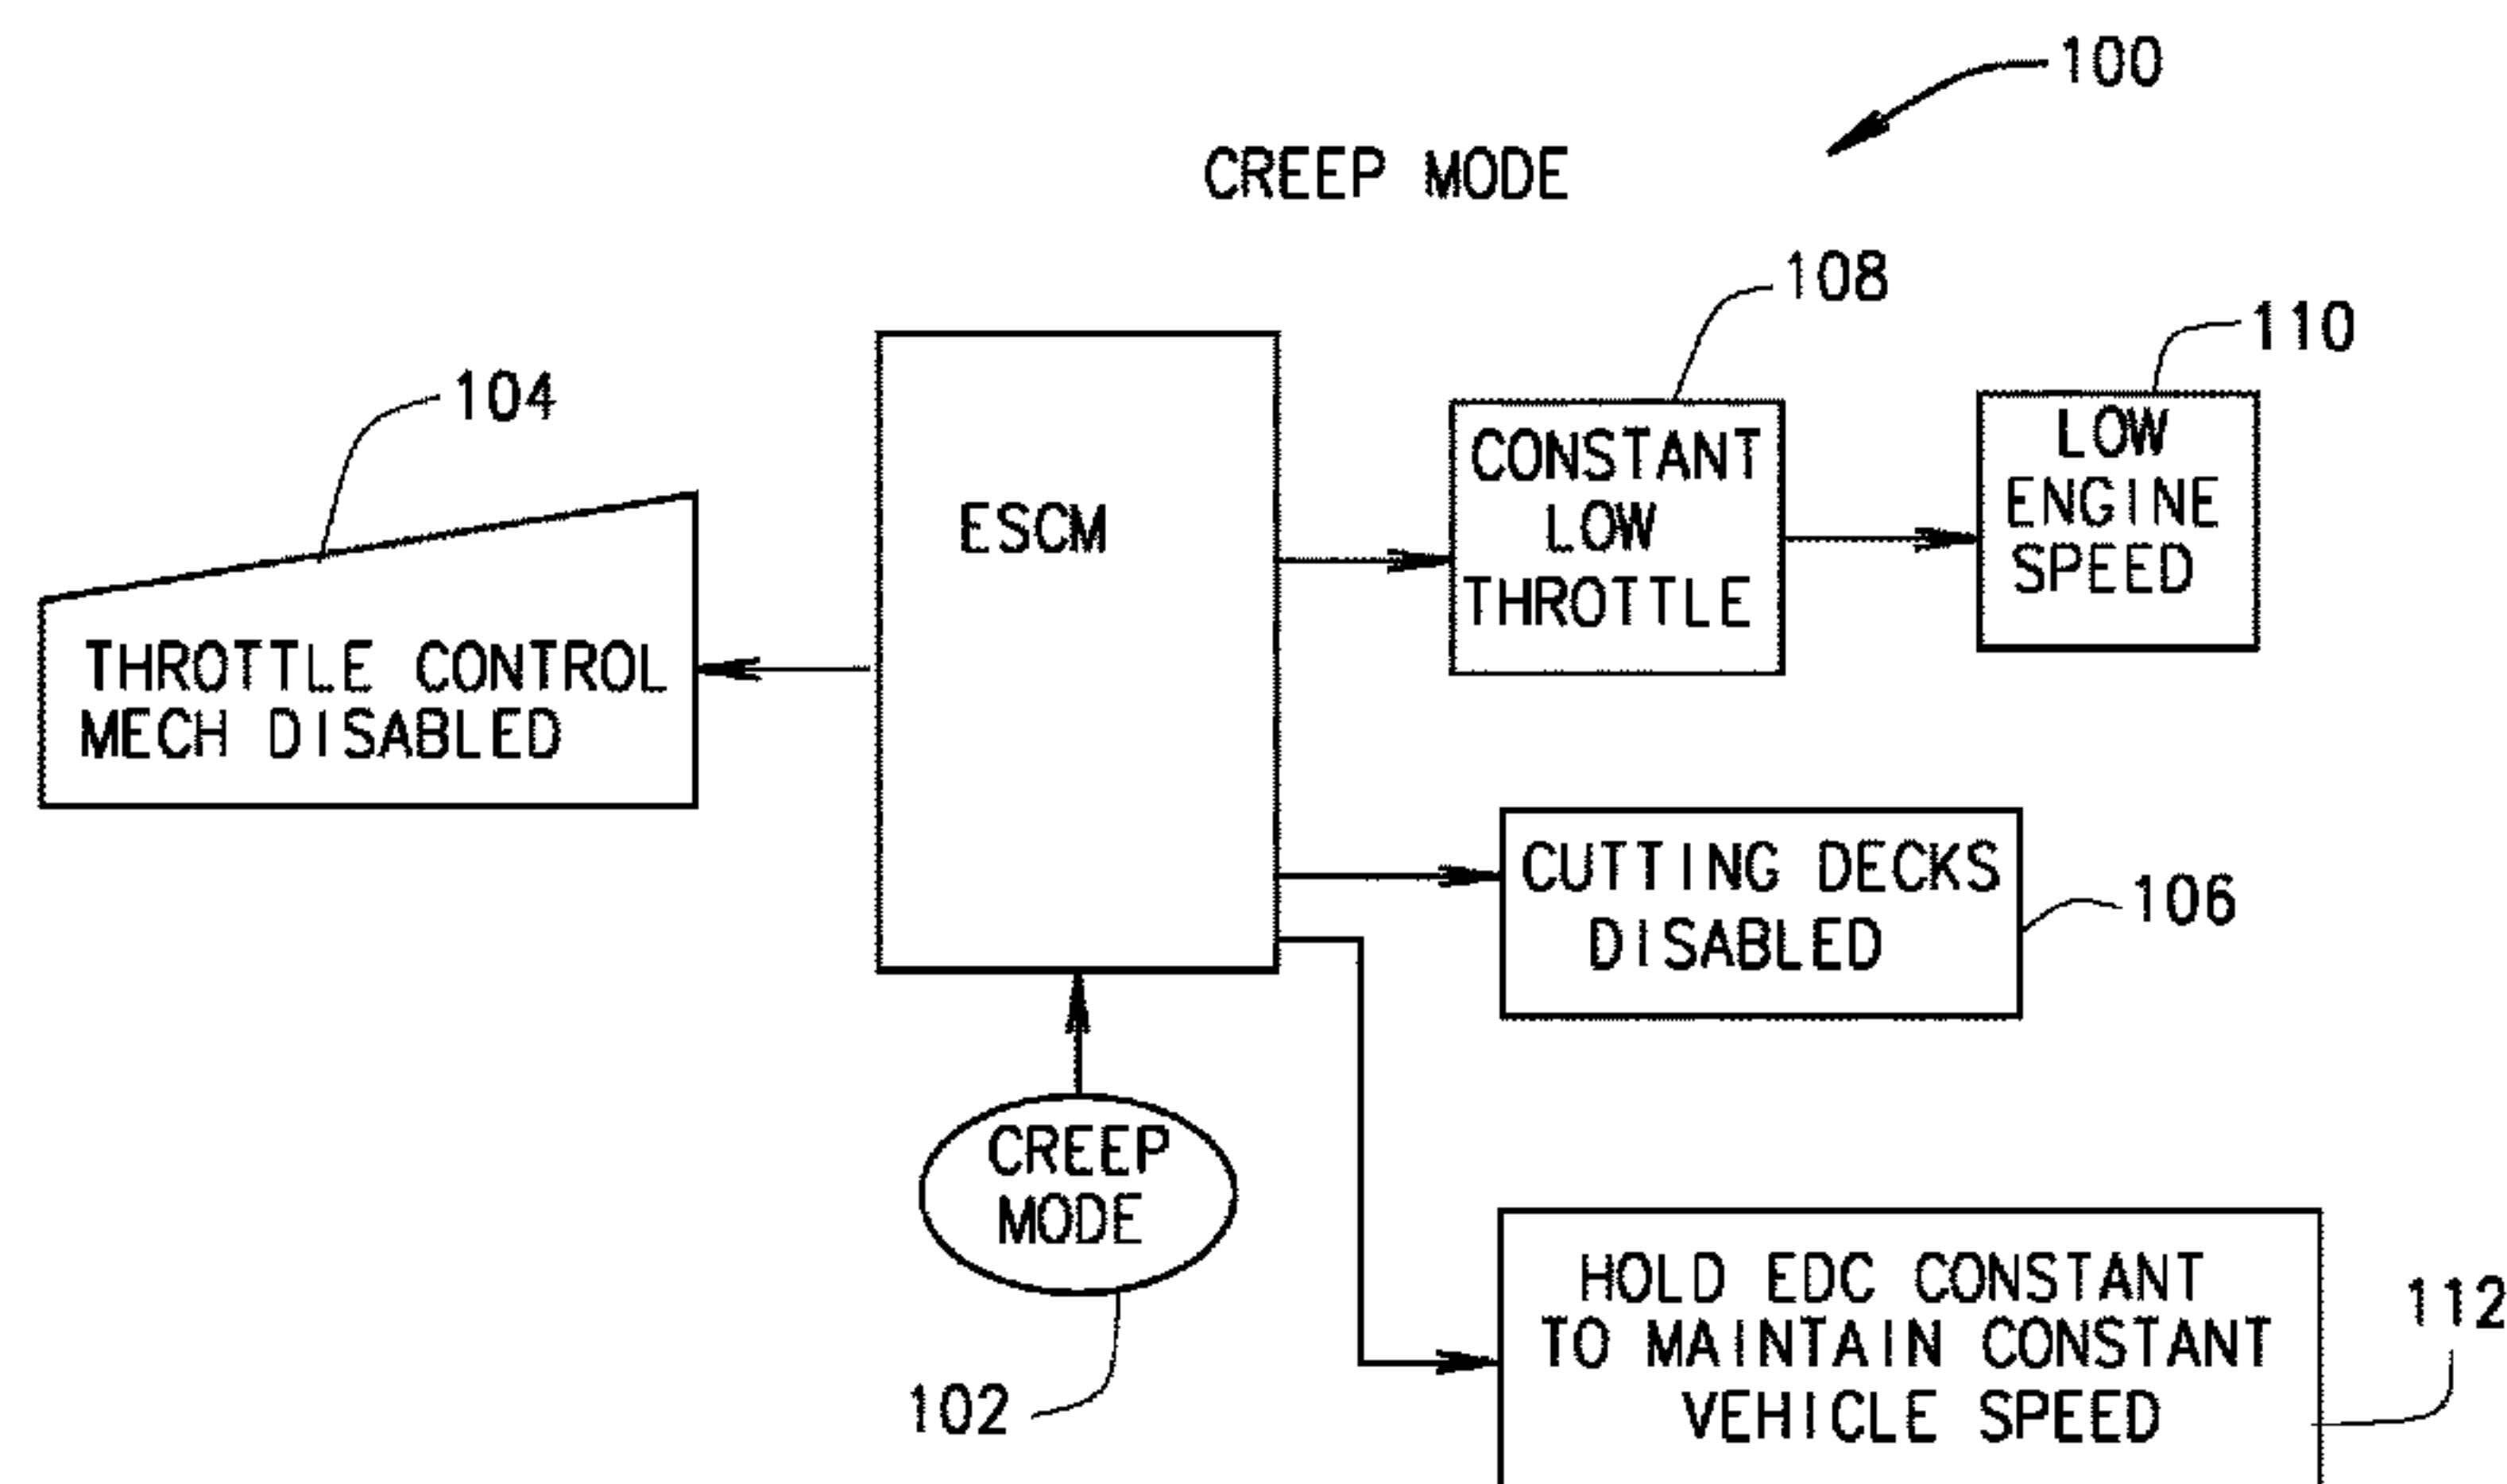 100
CREEP MODE
108
110
104
CONSTANT
LOW
THROTTLE
LOW
ENGINE
SPEED
ESCM
THROTTLE CONTROL
MECH DISABLED
CUTTING DECKS
DISABLED
106
CREEP
MODE
102
HOLD EDC CONSTANT
TO MAINTAIN CONSTANT
VEHICLE SPEED
112